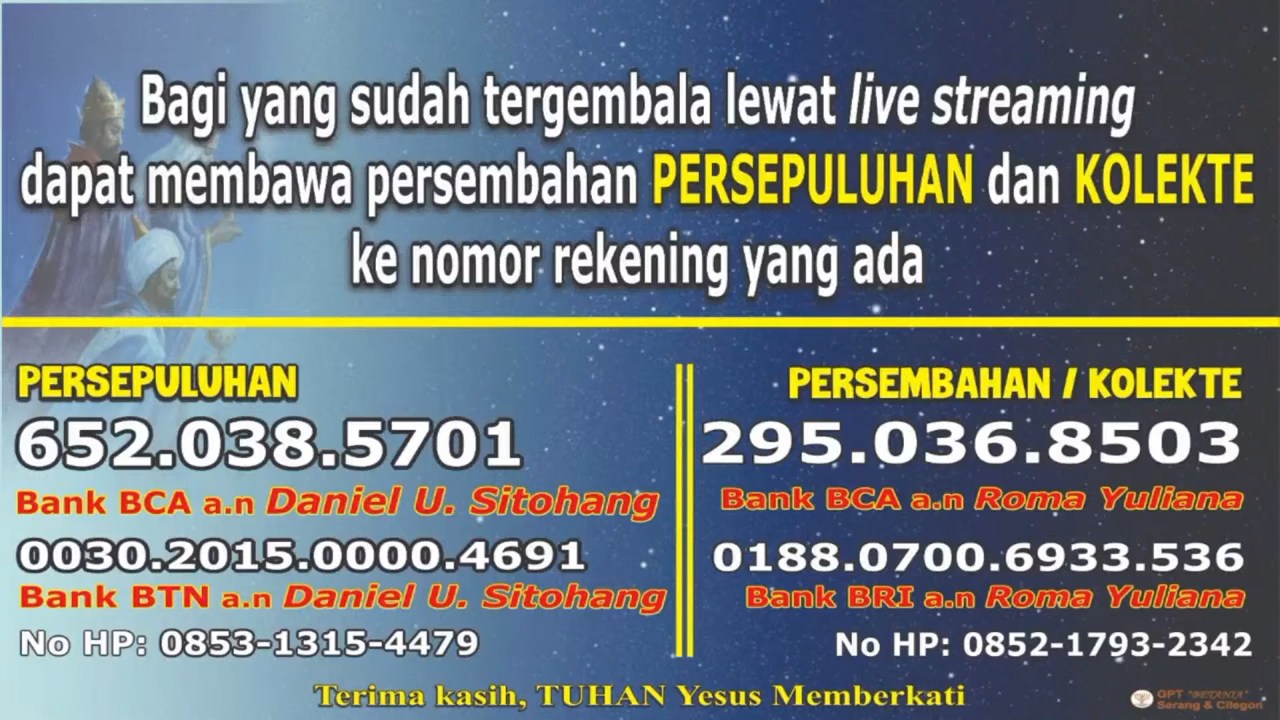 Bagi yang sudah tergembala lewat live streaming
dapat membawa persembahan PERSEPULUHAN dan KOLEKTE
ke nomor rekening yang ada
PERSEPULUHAN
652.038.5701
Bank BCA a.n Daniel U. Sitohang
0030.2015.0000.4691
Bank BTN a.n Daniel U. Sitohang
No HP: 0853-1315-4479
PERSEMBAHAN / KOLEKTE
295.036.8503
Bank BCA a.n Roma Yuliana
0188.0700.6933.536
Bank BRI a.n Roma Yuliana
No HP: 0852-1793-2342
Terima kasih, TUHAN Yesus Memberkati
GPT "BETANIA"
Serang & Cilegon